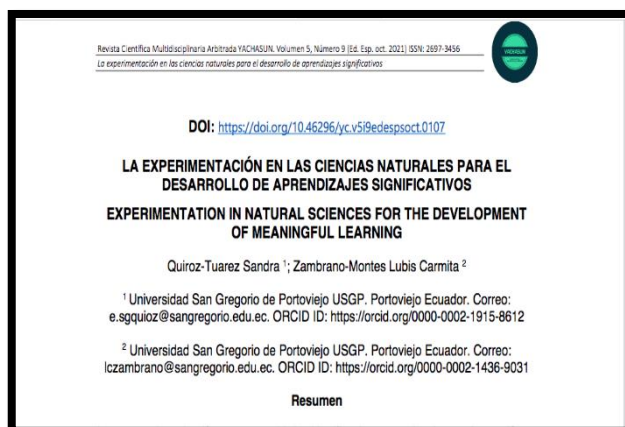 Revista Científica Multidisciplinaria Arbitrada YACHASUN. Volumen 5, Número 9 (Ed. Esp. oct. 2021) ISSN: 2697-3456
La experimentación en las ciencias naturales para el desarrollo de aprendizajes significativos
YACHASUN
DOI: https://doi.org/10.46296/yc.v5i9edespsoct.0107
LA EXPERIMENTACIÓN EN LAS CIENCIAS NATURALES PARA EL
DESARROLLO DE APRENDIZAJES SIGNIFICATIVOS
EXPERIMENTATION IN NATURAL SCIENCES FOR THE DEVELOPMENT
OF MEANINGFUL LEARNING
Quiroz-Tuarez Sandra ¹; Zambrano-Montes Lubis Carmita ²
¹ Universidad San Gregorio de Portoviejo USGP. Portoviejo Ecuador. Correo:
e.sgquioz@sangregorio.edu.ec. ORCID ID: https://orcid.org/0000-0002-1915-8612
² Universidad San Gregorio de Portoviejo USGP. Portoviejo Ecuador. Correo:
lczambrano@sangregorio.edu.ec. ORCID ID: https://orcid.org/0000-0002-1436-9031
Resumen